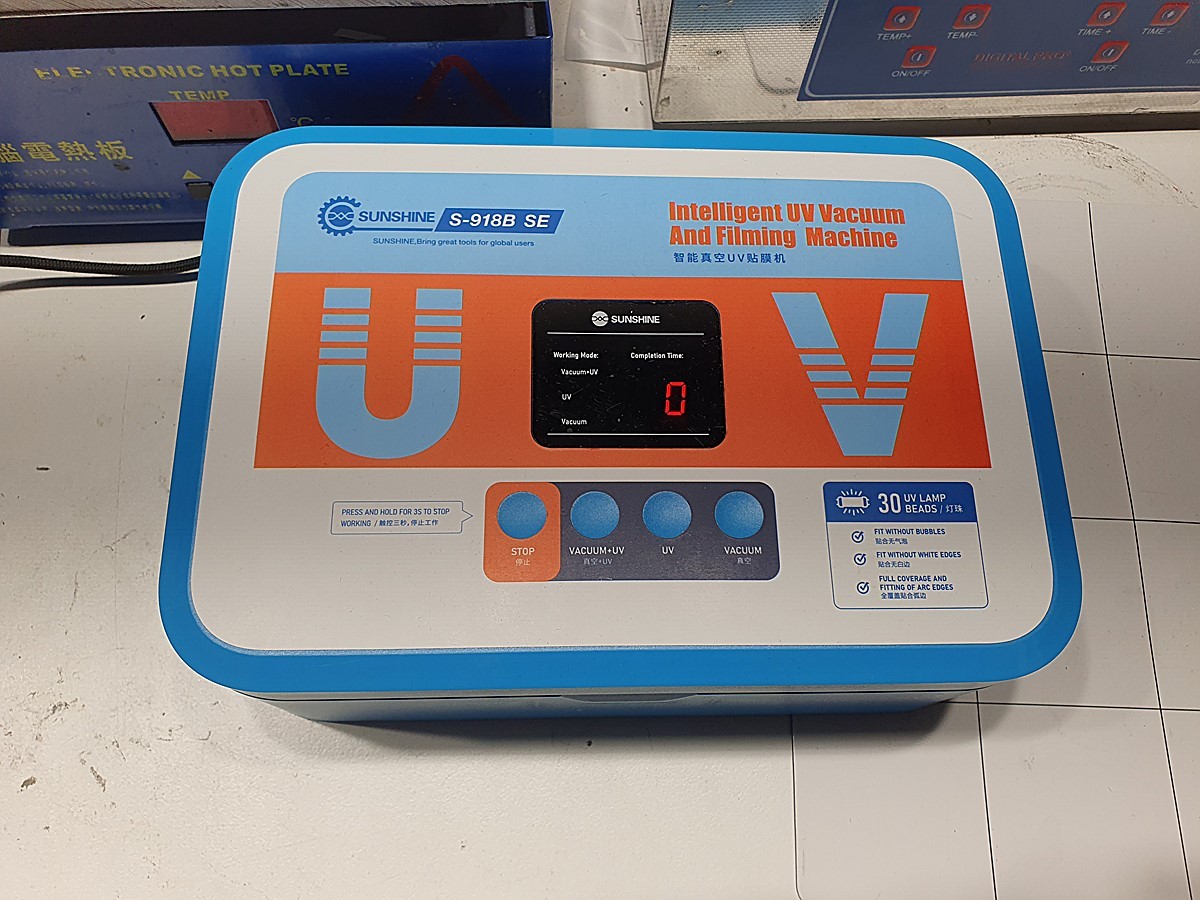 ELECTRONIC HOT PLATE
TEMP
℃
腦電熱板
TEMP+
TEMP-
TIME +
TIME -
ON/OFF
ON/OFF
SUNSHINE S-918B SE
SUNSHINE,Bring great tools for global users
Intelligent UV Vacuum
And Filming Machine
智能真空UV贴膜机
UV
SUNSHINE
Working Mode: Completion Time:
Vacuum+UV
UV
0
Vacuum
PRESS AND HOLD FOR 3S TO STOP
WORKING / 触控三秒,停止工作
STOP
停止
VACUUM+UV
真空+UV
UV
VACUUM
真空
30 UV LAMP
BEADS / 灯珠
FIT WITHOUT BUBBLES
贴合无气泡
FIT WITHOUT WHITE EDGES
贴合无白边
FULL COVERAGE AND
FITTING OF ARC EDGES
全覆盖贴合弧边